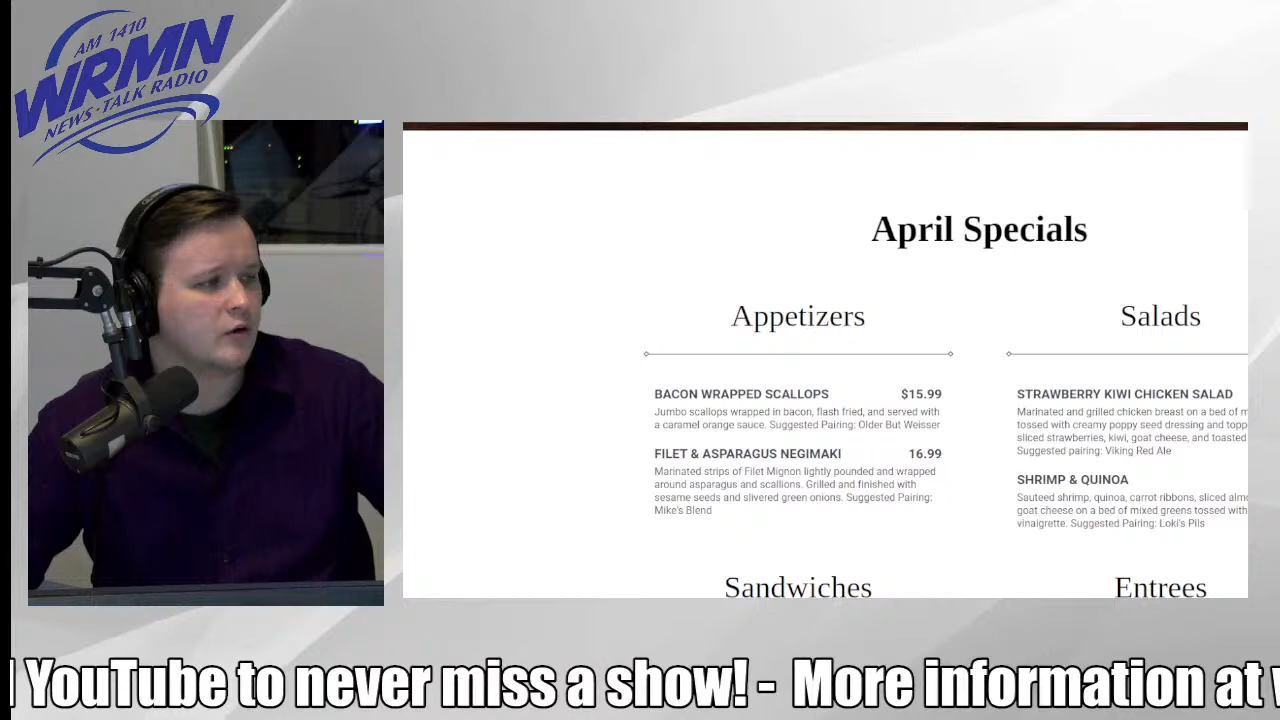 AM 1410
WRMN
NEWS·TALK RADIO
April Specials
Appetizers
BACON WRAPPED SCALLOPS $15.99
Jumbo scallops wrapped in bacon, flash fried, and served with
a caramel orange sauce. Suggested Pairing: Older But Weisser
FILET & ASPARAGUS NEGIMAKI 16.99
Marinated strips of Filet Mignon lightly pounded and wrapped
around asparagus and scallions. Grilled and finished with
sesame seeds and slivered green onions. Suggested Pairing:
Mike's Blend
Salads
STRAWBERRY KIWI CHICKEN SALAD
Marinated and grilled chicken breast on a bed of
tossed with creamy poppy seed dressing and
sliced strawberries, kiwi, goat cheese, and toasted
Suggested pairing: Viking Red Ale
SHRIMP & QUINOA
Sauteed shrimp, quinoa, carrot ribbons, sliced
goat cheese on a bed of mixed greens tossed with
vinaigrette. Suggested Pairing: Loki's Pils
Sandwiches
Entrees
YouTube to never miss a show! - More information at